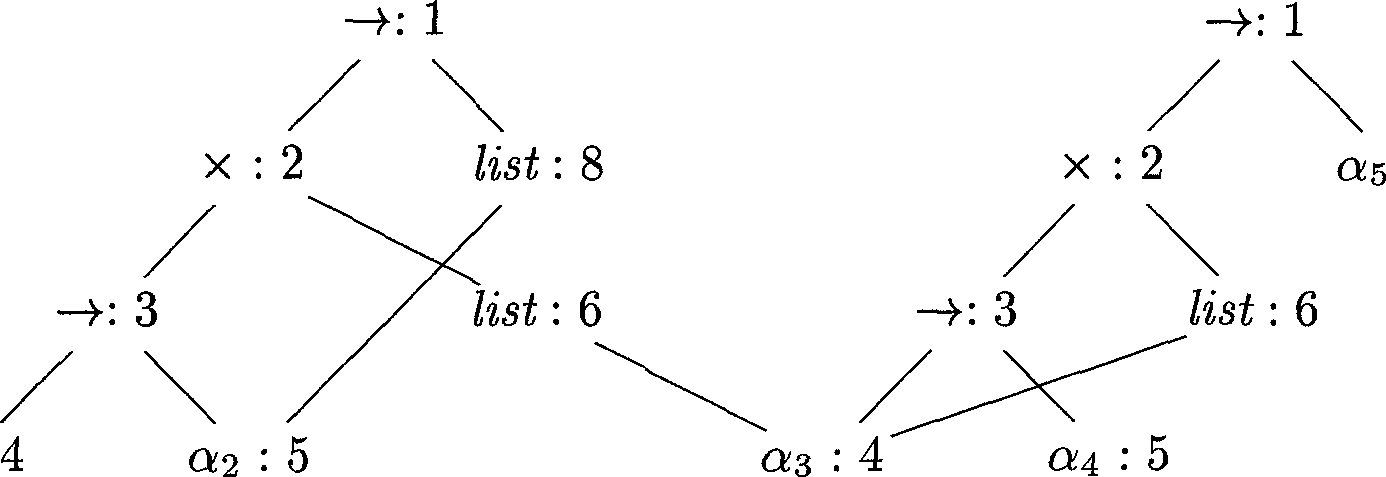 →: 1 →: 1
× : 2 list : 8 × : 2 α₅
→: 3 list : 6 →: 3 list : 6
4 α₂ : 5 α₃ : 4 α₄ : 5